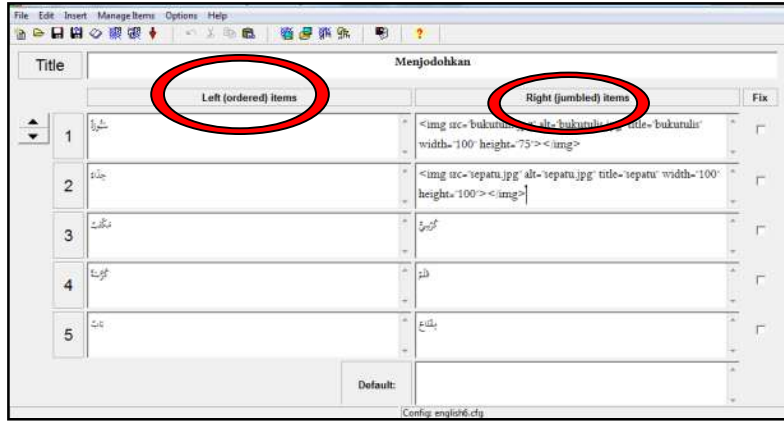 File Edit Insert Manage Items Options Help
Title
Menjodohkan
Left (ordered) items
Right (jumbled) items
Fix
1
<img src="bukutulis.jpg" alt="bukutulis.jpg" title="bukutulis"
width="100" height="75"></img>
2
حِذَاءٌ
<img src="sepatu.jpg" alt="sepatu.jpg" title="sepatu" width="100"
height="100"></img>
3
مَكْتَبٌ
كُرْسِيٌّ
4
قَلَمٌ
5
بَابٌ
Default:
Config: english6.cfg